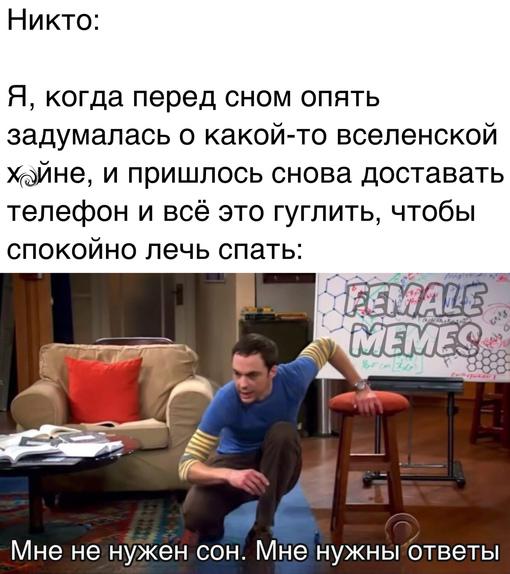 Никто:
Я, когда перед сном опять
задумалась о какой-то вселенской
х йне, и пришлось снова доставать
телефон и всё это гуглить, чтобы
спокойно лечь спать:
FEMALE
MEMES
Мне не нужен сон. Мне нужны ответы